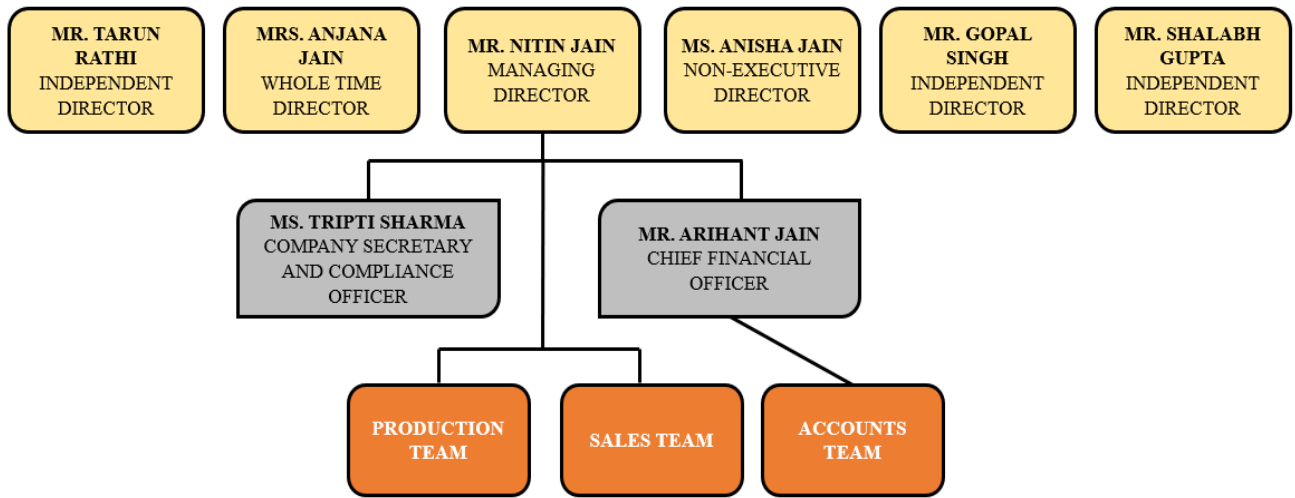 MR. TARUN
RATHI
INDEPENDENT
DIRECTOR
MRS. ANJANA
JAIN
WHOLE TIME
DIRECTOR
MR. NITIN JAIN
MANAGING
DIRECTOR
MS. ANISHA JAIN
NON-EXECUTIVE
DIRECTOR
MR. GOPAL
SINGH
INDEPENDENT
DIRECTOR
MR. SHALABH
GUPTA
INDEPENDENT
DIRECTOR
MS. TRIPTI SHARMA
COMPANY SECRETARY
AND COMPLIANCE
OFFICER
MR. ARIHANT JAIN
CHIEF FINANCIAL
OFFICER
PRODUCTION
TEAM
SALES TEAM
ACCOUNTS
TEAM